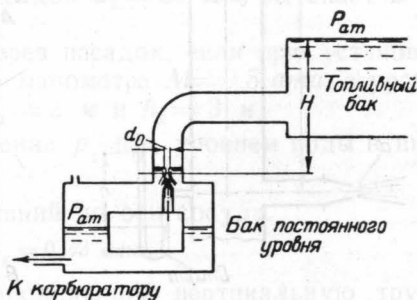 Pат
Топливный
бак
H
d0
Pат
Бак постоянного
уровня
К карбюратору